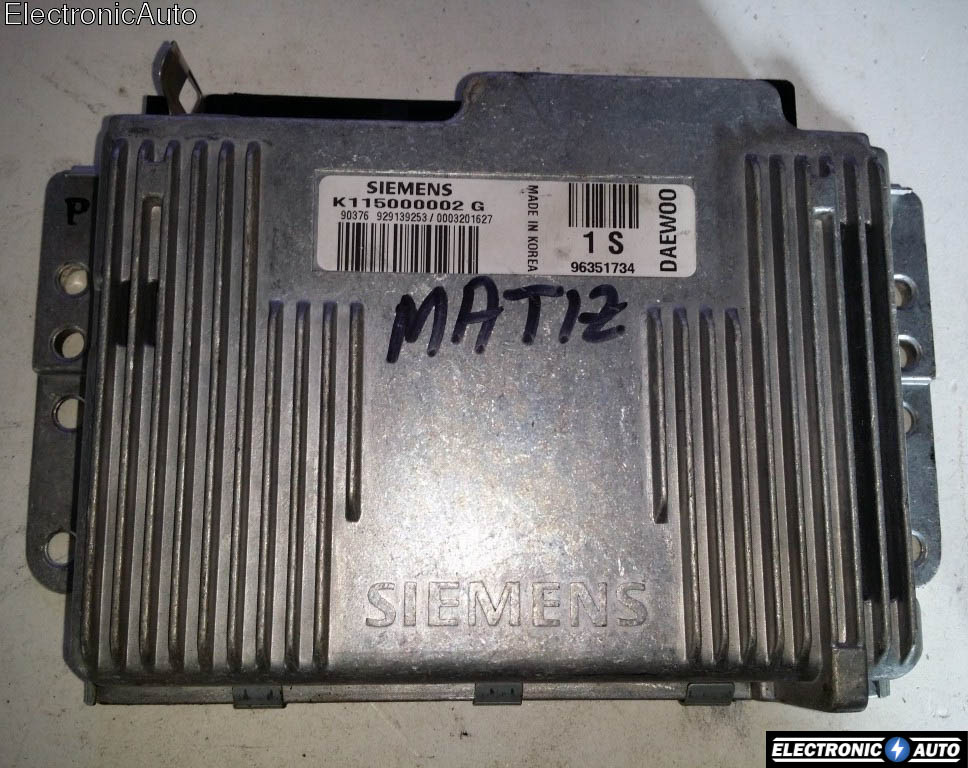 ElectronicAuto
P
SIEMENS
K115000002 G
90376 929139253 / 0003201627
MADE IN KOREA
1 S
96351734
DAEWOO
MATIZ
SIEMENS
ELECTRONIC AUTO